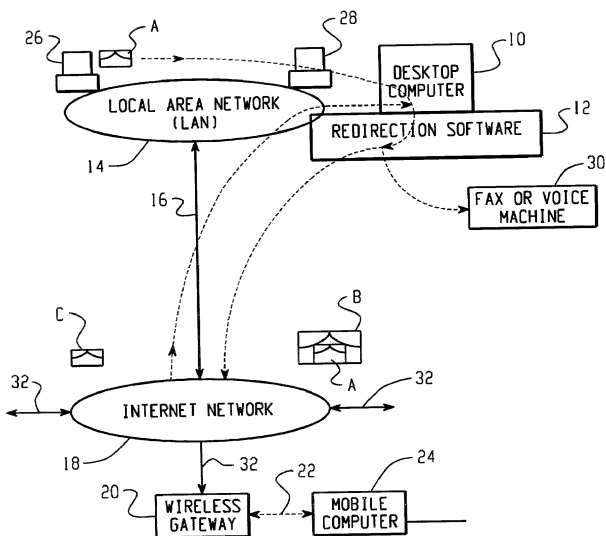 26
A
28
10
DESKTOP
COMPUTER
LOCAL AREA NETWORK
(LAN)
REDIRECTION SOFTWARE
12
14
30
16
FAX OR VOICE
MACHINE
C
B
A
32
INTERNET NETWORK
32
18
32
24
20
WIRELESS
GATEWAY
22
MOBILE
COMPUTER